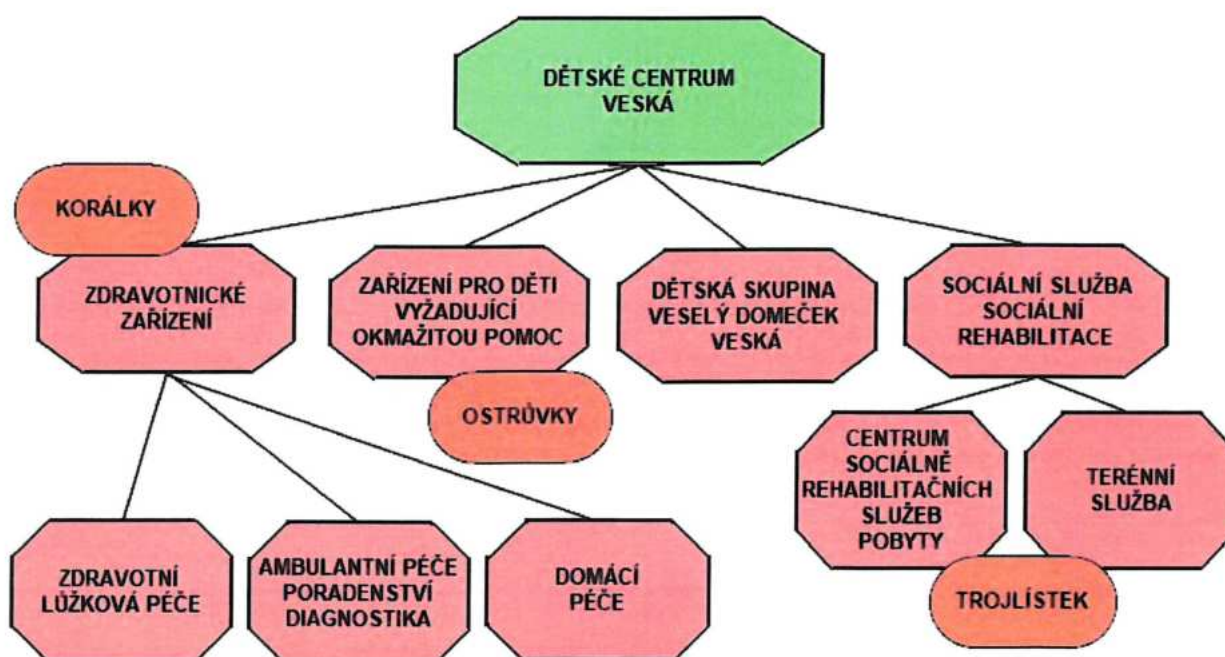 DĚTSKÉ CENTRUM
VESKÁ
KORÁLKY
ZDRAVOTNICKÉ
ZAŘÍZENÍ
ZAŘÍZENÍ PRO DĚTI
VYŽADUJÍCÍ
OKMAŽITOU POMOC
DĚTSKÁ SKUPINA
VESELÝ DOMEČEK
VESKÁ
SOCIÁLNÍ SLUŽBA
SOCIÁLNÍ
REHABILITACE
OSTRŮVKY
CENTRUM
SOCIÁLNĚ
REHABILITAČNÍCH
SLUŽEB
POBYTY
TERÉNNÍ
SLUŽBA
ZDRAVOTNÍ
LŮŽKOVÁ PÉČE
AMBULANTNÍ PÉČE
PORADENSTVÍ
DIAGNOSTIKA
DOMÁCÍ
PÉČE
TROJLÍSTEK